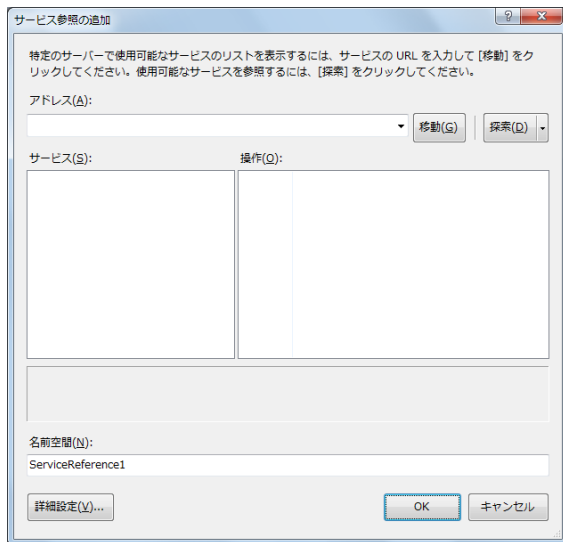 サービス参照の追加
特定のサーバーで使用可能なサービスのリストを表示するには、サービスの URL を入力して [移動] をク
リックしてください。使用可能なサービスを参照するには、[探索] をクリックしてください。
アドレス(A):
移動(G) 探索(D)
サービス(S): 操作(O):
名前空間(N):
ServiceReference1
詳細設定(V)... OK キャンセル